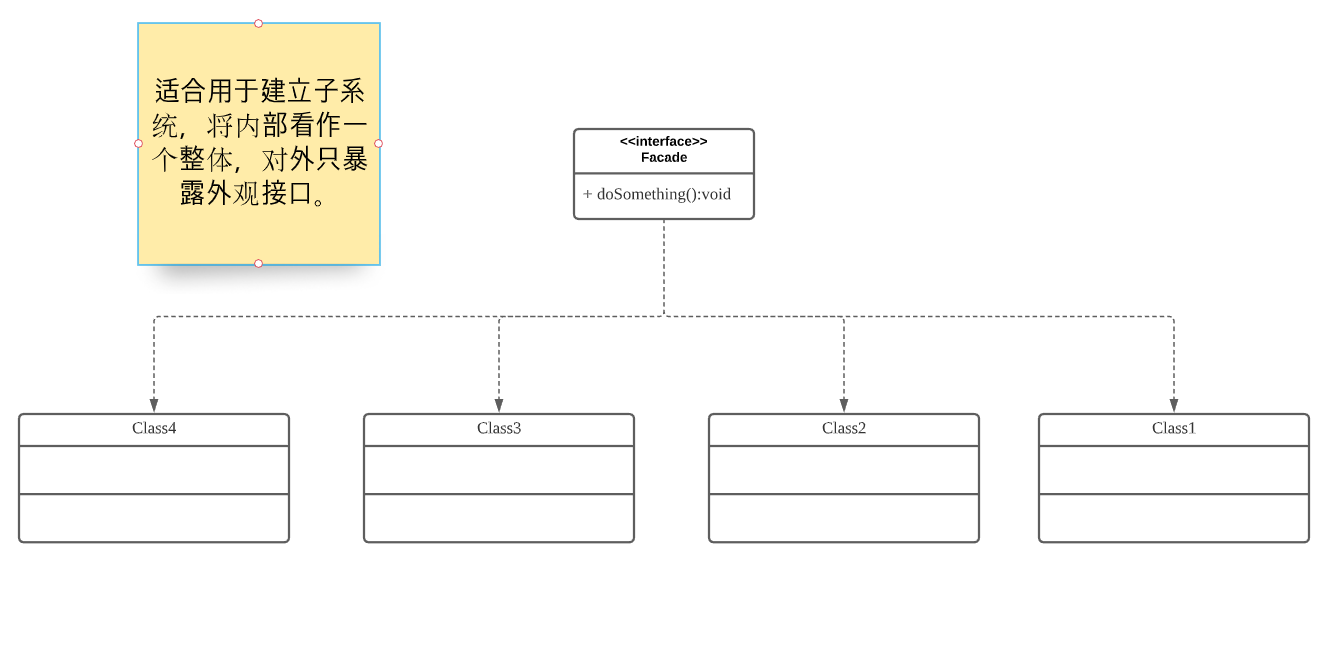 适合用于建立子系
统，将内部看作一
个整体，对外只暴
露外观接口。
<<interface>>
Facade
+ doSomething():void
Class4
Class3
Class2
Class1